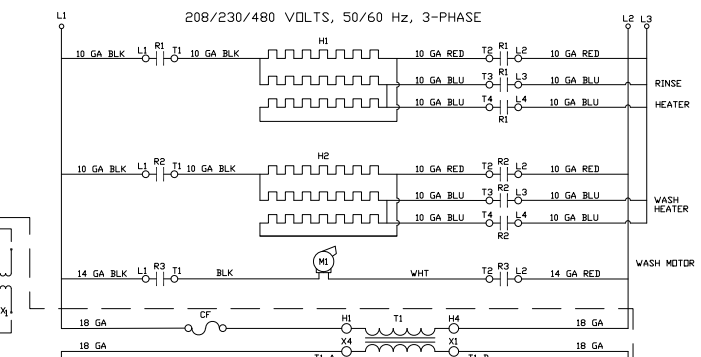 208/230/480 VOLTS, 50/60 Hz, 3-PHASE
L1 L2 L3
H1
10 GA BLK L1 R1 T1 10 GA BLK 10 GA RED T2 R1 L2 10 GA RED
10 GA BLU T3 R1 L3 10 GA BLU RINSE
10 GA BLU T4 R1 L4 10 GA BLU HEATER
H2
10 GA BLK L1 R2 T1 10 GA BLK 10 GA RED T2 R2 L2 10 GA RED
10 GA BLU T3 R2 L3 10 GA BLU WASH
10 GA BLU T4 R2 L4 10 GA BLU HEATER
M1
14 GA BLK L1 R3 T1 BLK WHT T2 R3 L2 14 GA RED WASH MOTOR
X1
18 GA CF H1 T1 H4 18 GA
18 GA X4 X1 18 GA